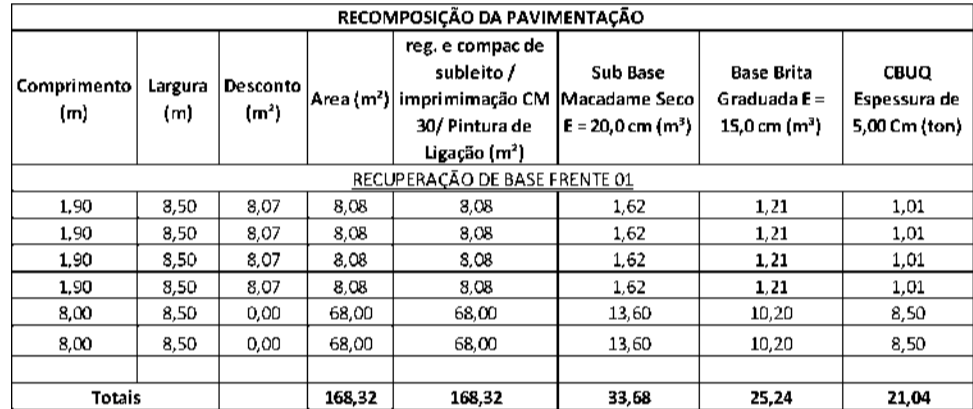 RECOMPOSIÇÃO DA PAVIMENTAÇÃO
Comprimento (m) Largura (m) Desconto (m²) Area (m²) reg. e compac de subleito / imprimimação CM 30/ Pintura de Ligação (m²) Sub Base Macadame Seco E = 20,0 cm (m³) Base Brita Graduada E = 15,0 cm (m³) CBUQ Espessura de 5,00 Cm (ton)
RECUPERAÇÃO DE BASE FRENTE 01
1,90 8,50 8,07 8,08 8,08 1,62 1,21 1,01
1,90 8,50 8,07 8,08 8,08 1,62 1,21 1,01
1,90 8,50 8,07 8,08 8,08 1,62 1,21 1,01
1,90 8,50 8,07 8,08 8,08 1,62 1,21 1,01
8,00 8,50 0,00 68,00 68,00 13,60 10,20 8,50
8,00 8,50 0,00 68,00 68,00 13,60 10,20 8,50
Totais 168,32 168,32 33,68 25,24 21,04